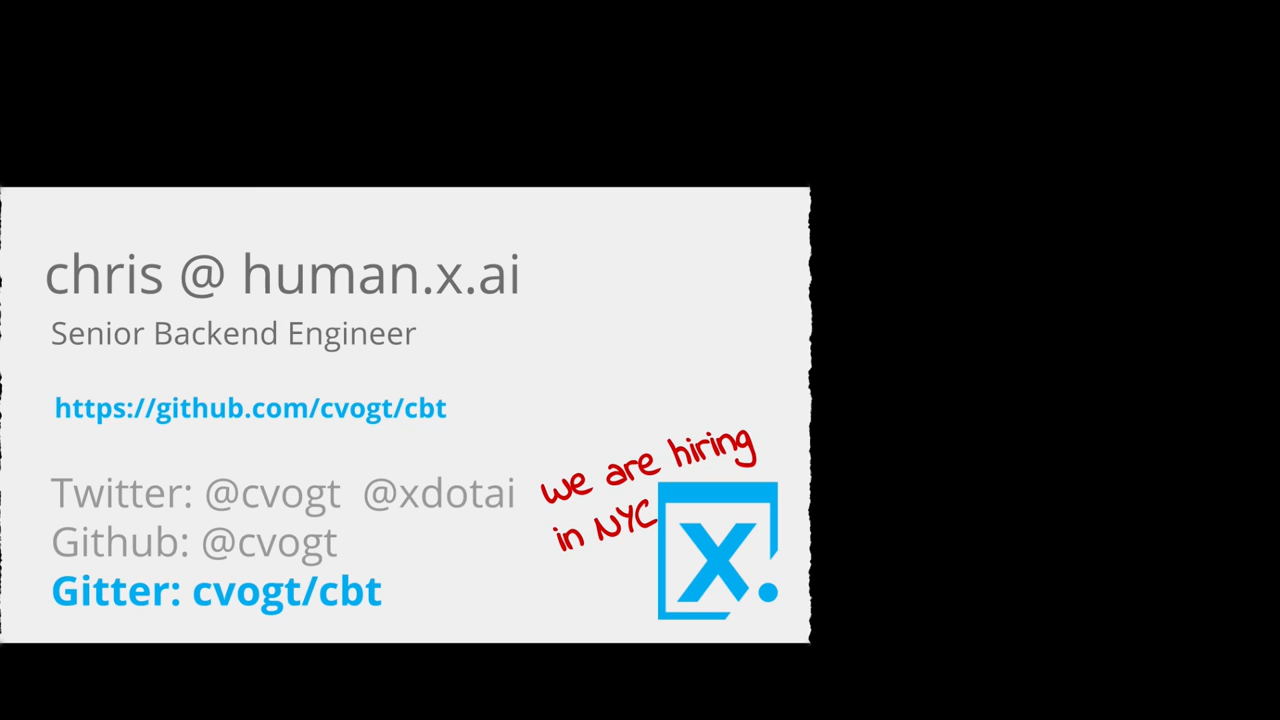 chris @ human.x.ai
Senior Backend Engineer
https://github.com/cvogt/cbt
Twitter: @cvogt @xdotai
Github: @cvogt
Gitter: cvogt/cbt
we are hiring
in NYC
x.